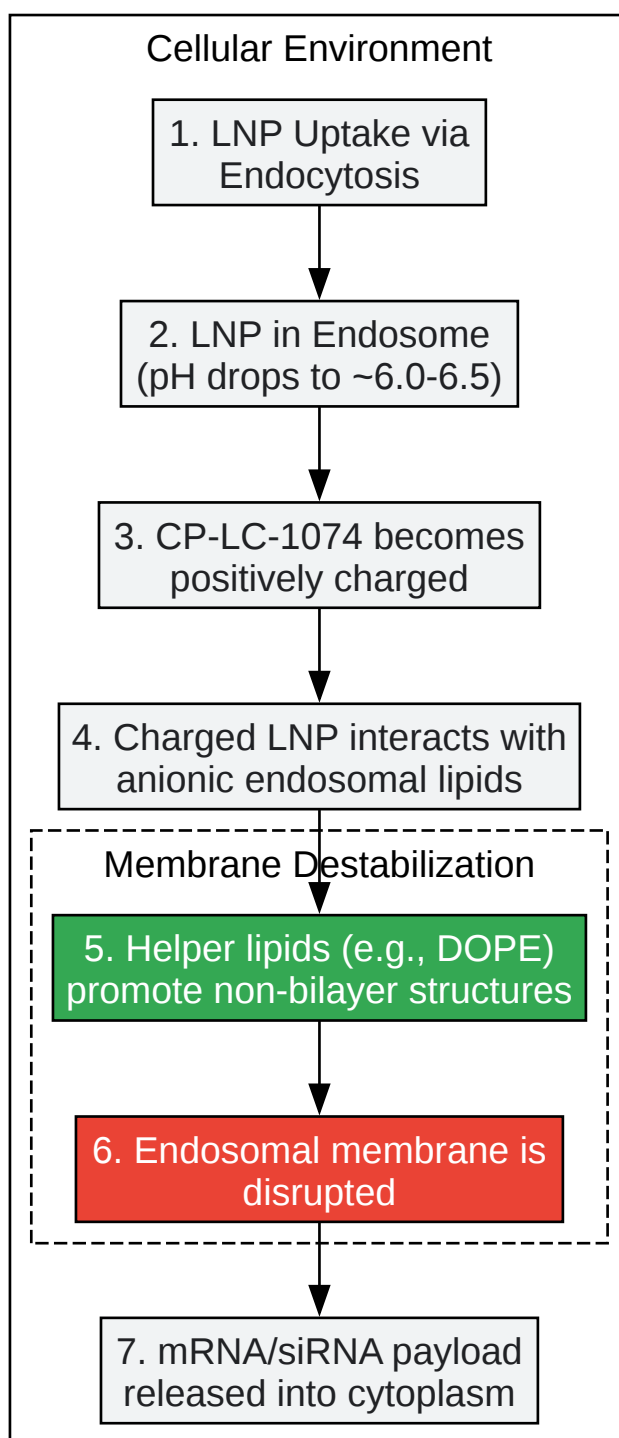 Cellular Environment
1. LNP Uptake via
Endocytosis
2. LNP in Endosome
(pH drops to ~6.0-6.5)
3. CP-LC-1074 becomes
positively charged
4. Charged LNP interacts with
anionic endosomal lipids
Membrane Destabilization
5. Helper lipids (e.g., DOPE)
promote non-bilayer structures
6. Endosomal membrane is
disrupted
7. mRNA/siRNA payload
released into cytoplasm